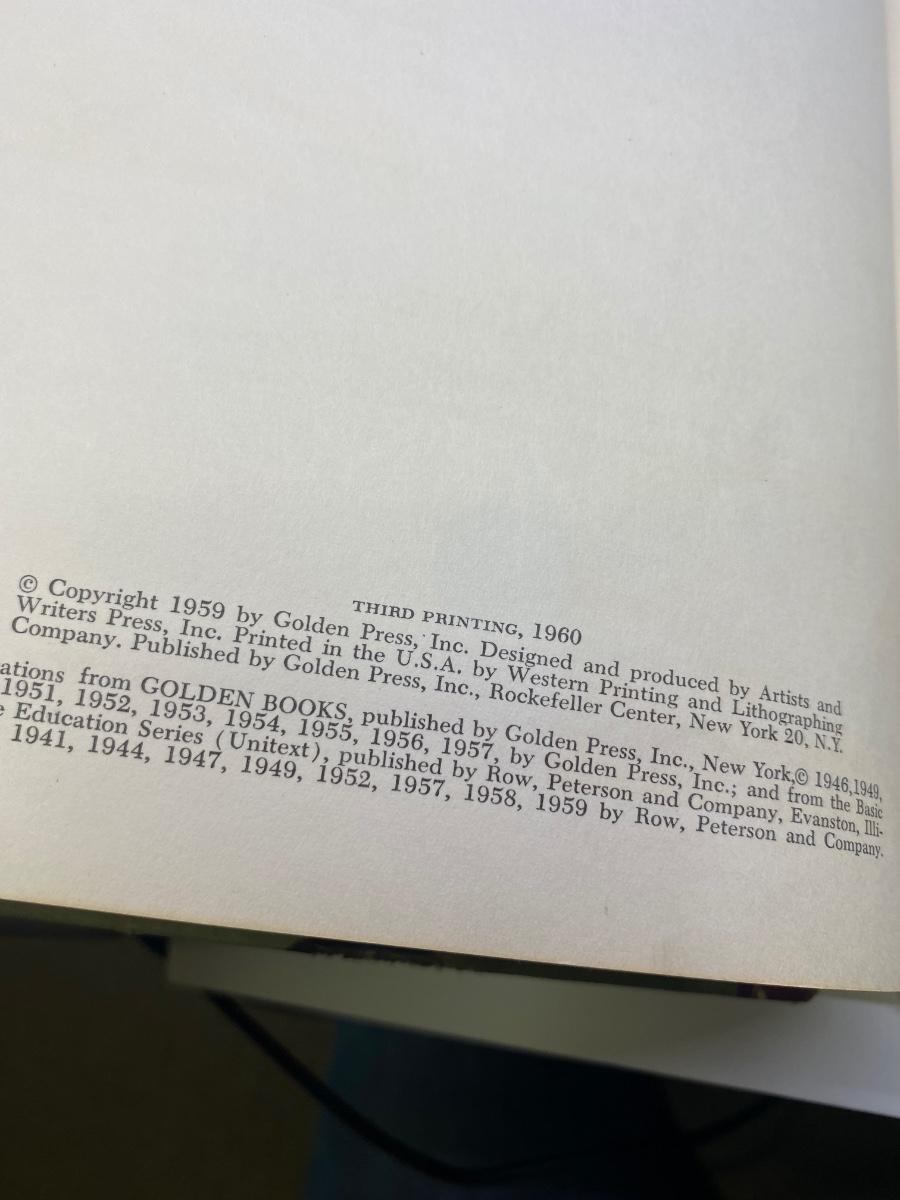 THIRD PRINTING, 1960
© Copyright 1959 by Golden Press, Inc. Designed and produced by Artists and
Writers Press, Inc. Printed in the U.S.A. by Western Printing and Lithographing
Company. Published by Golden Press, Inc., Rockefeller Center, New York 20, N.Y.
ations from GOLDEN BOOKS, published by Golden Press, Inc., New York,© 1946,1949,
1951, 1952, 1953, 1954, 1955, 1956, 1957, by Golden Press, Inc.; and from the Basic
e Education Series (Unitext), published by Row, Peterson and Company, Evanston, Illi-
1941, 1944, 1947, 1949, 1952, 1957, 1958, 1959 by Row, Peterson and Company.